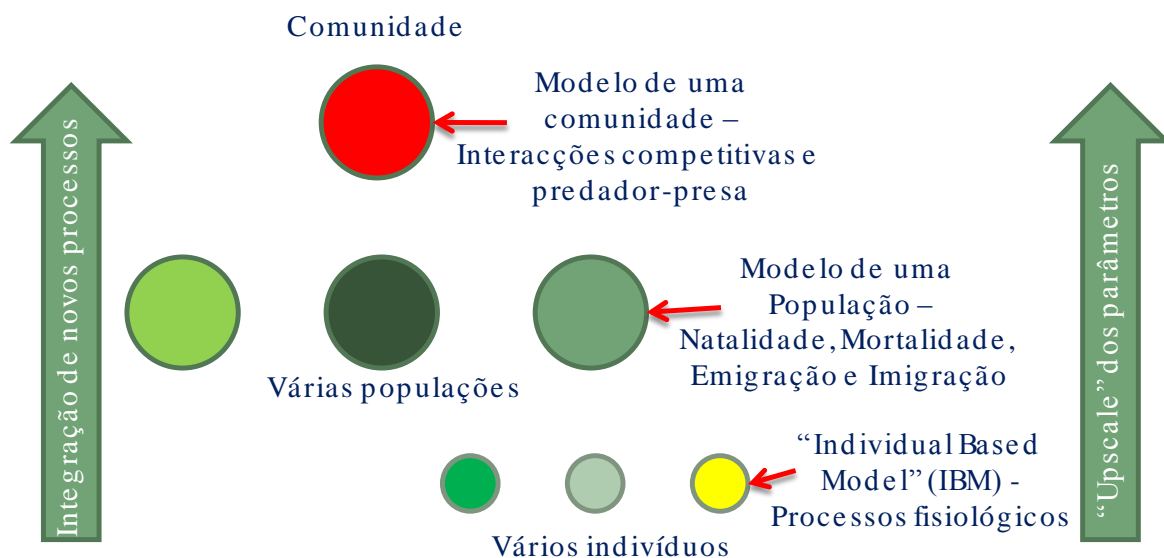 Comunidade
Modelo de uma
comunidade –
Interacções competitivas e
predador-presa
Integração de novos processos
“Upscale” dos parâmetros
Modelo de uma
População –
Natalidade, Mortalidade,
Emigração e Imigração
Várias populações
“Individual Based
Model” (IBM) -
Processos fisiológicos
Vários indivíduos